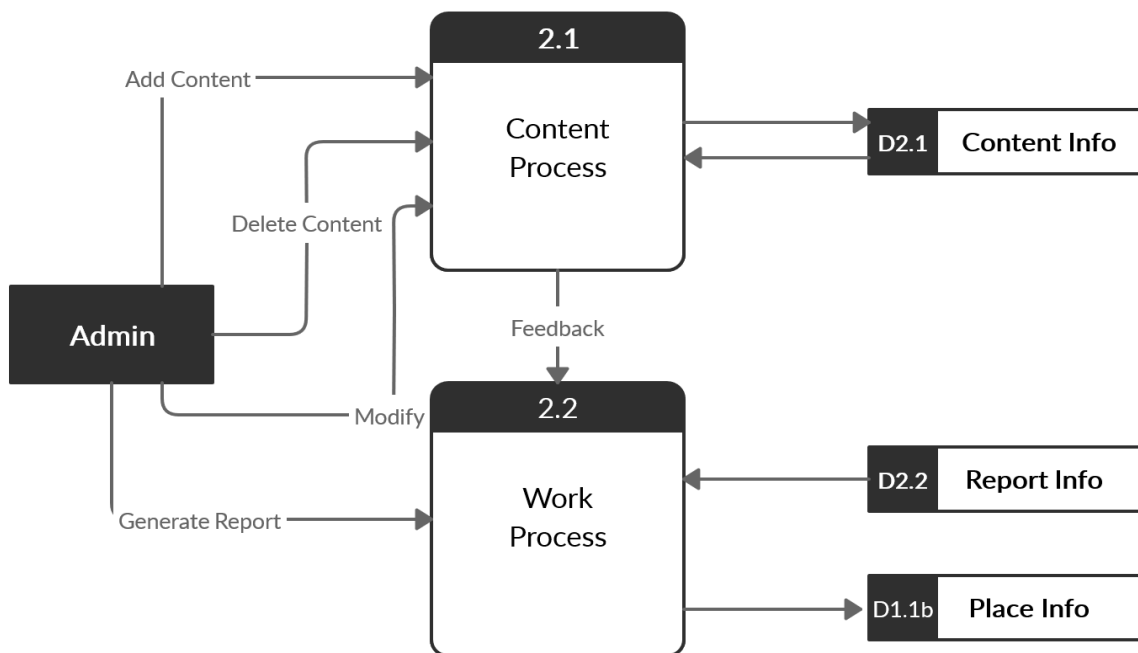 2.1
Add Content
Content
Process
D2.1 Content Info
Delete Content
Admin
Feedback
2.2
Modify
D2.2 Report Info
Work
Process
Generate Report
D1.1b Place Info